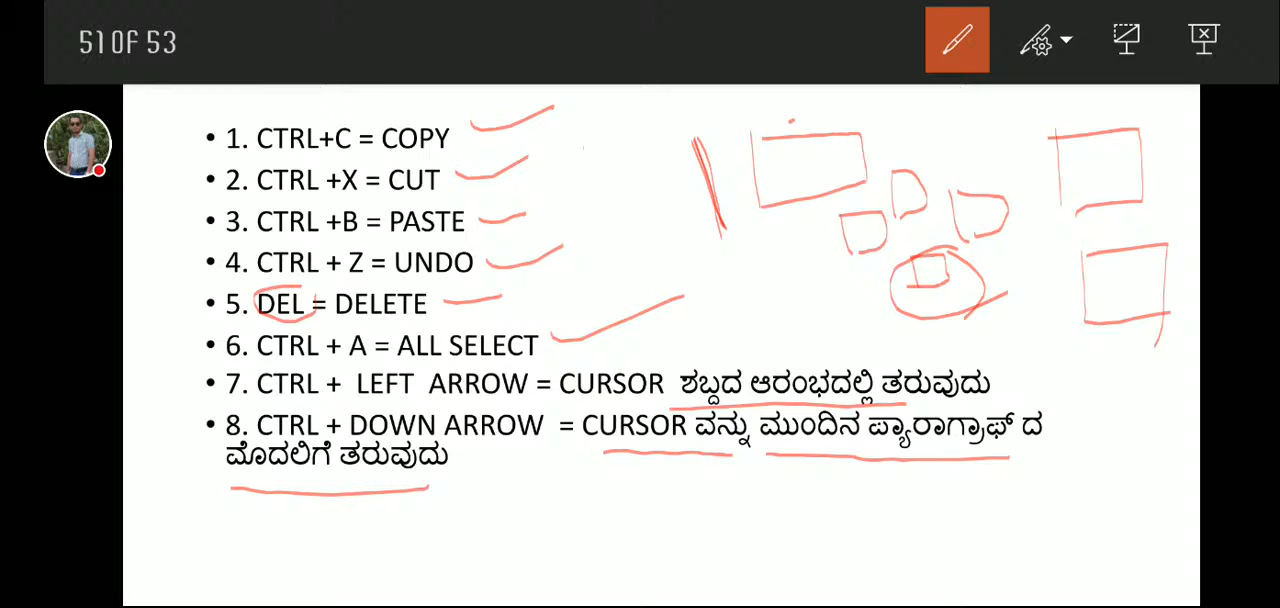 51 OF 53
• 1. CTRL+C = COPY
• 2. CTRL +X = CUT
• 3. CTRL +B = PASTE
• 4. CTRL + Z = UNDO
• 5. DEL = DELETE
• 6. CTRL + A = ALL SELECT
• 7. CTRL + LEFT ARROW = CURSOR ಶಬ್ದದ ಆರಂಭದಲ್ಲಿ ತರುವುದು
• 8. CTRL + DOWN ARROW = CURSOR ವನ್ನು ಮುಂದಿನ ಪ್ಯಾರಾಗ್ರಾಫ್ ದ
ಮೊದಲಿಗೆ ತರುವುದು